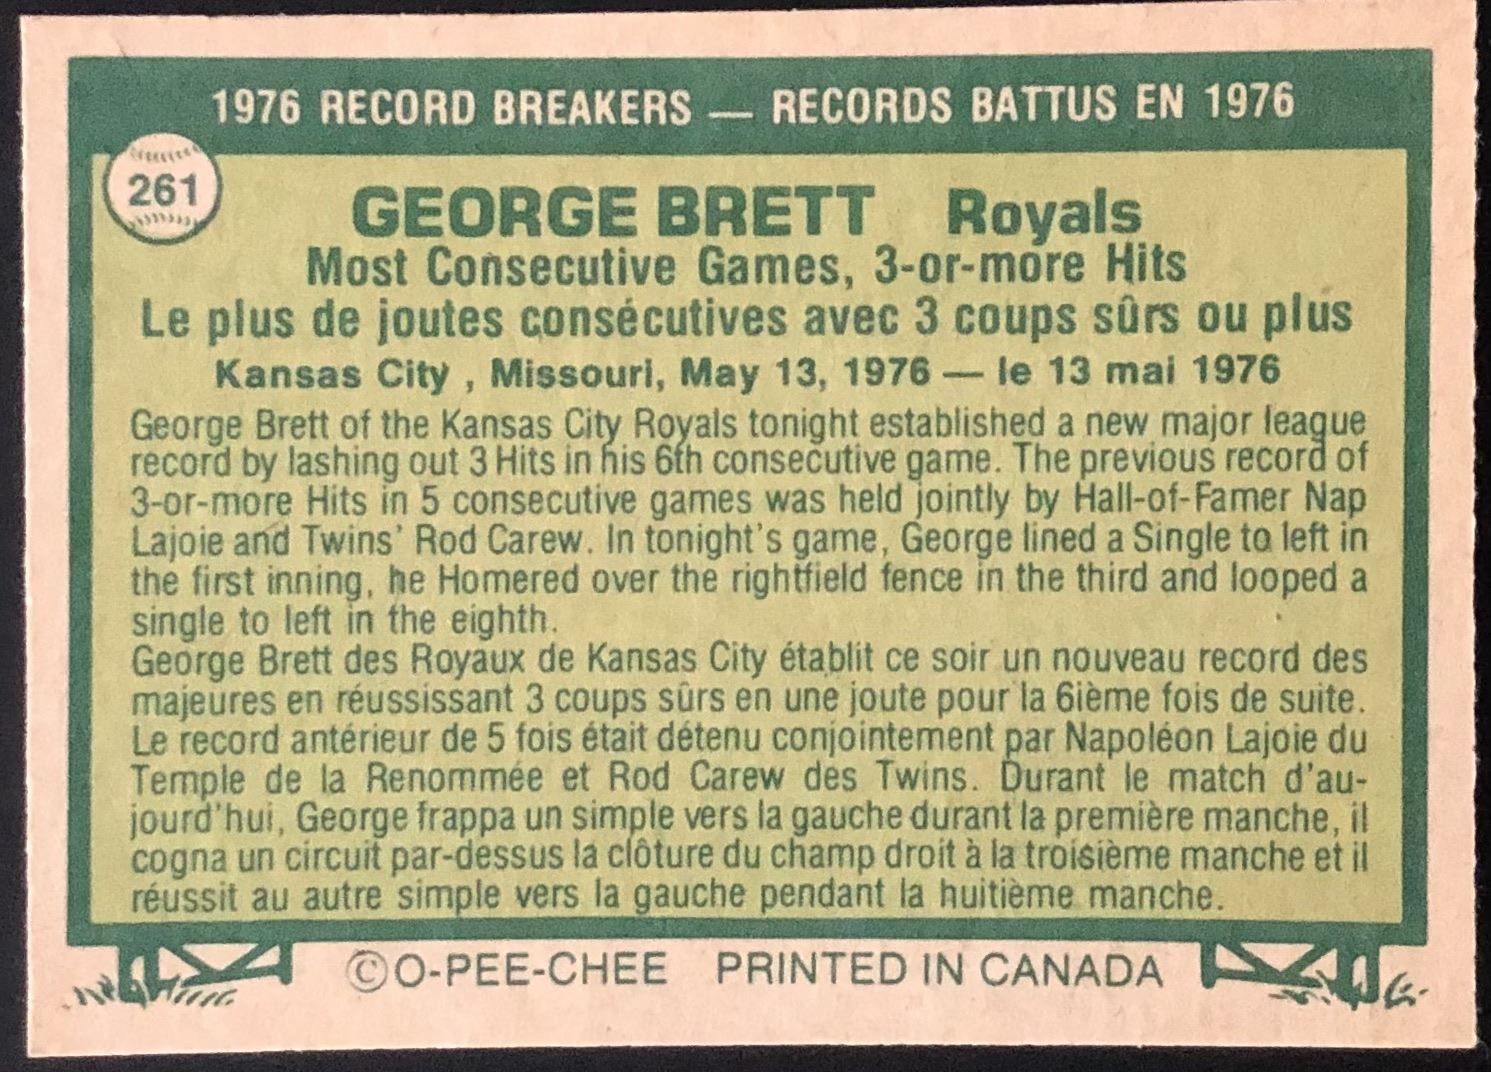 1976 RECORD BREAKERS — RECORDS BATTUS EN 1976
261
GEORGE BRETT Royals
Most Consecutive Games, 3-or-more Hits
Le plus de joutes consécutives avec 3 coups sûrs ou plus
Kansas City , Missouri, May 13, 1976 — le 13 mai 1976
George Brett of the Kansas City Royals tonight established a new major league
record by lashing out 3 Hits in his 6th consecutive game. The previous record of
3-or-more Hits in 5 consecutive games was held jointly by Hall-of-Famer Nap
Lajoie and Twins' Rod Carew. In tonight's game, George lined a Single to left in
the first inning, he Homered over the rightfield fence in the third and looped a
single to left in the eighth.
George Brett des Royaux de Kansas City établit ce soir un nouveau record des
majeures en réussissant 3 coups sûrs en une joute pour la 6ième fois de suite.
Le record antérieur de 5 fois était détenu conjointement par Napoléon Lajoie du
Temple de la Renommée et Rod Carew des Twins. Durant le match d'au-
jourd'hui, George frappa un simple vers la gauche durant la première manche, il
cogna un circuit par-dessus la clôture du champ droit à la troisième manche et il
réussit au autre simple vers la gauche pendant la huitième manche.
©O-PEE-CHEE PRINTED IN CANADA